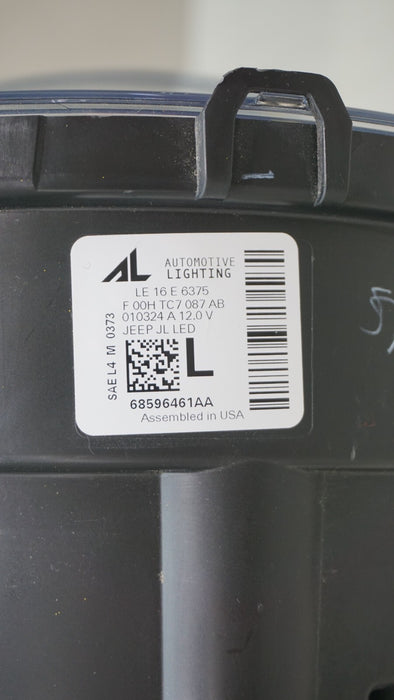 AL AUTOMOTIVE
LIGHTING
LE 16 E 6375
F 00H TC7 087 AB
010324 A 12.0 V
JEEP JL LED
SAE L4 M 0373
L
68596461AA
Assembled in USA